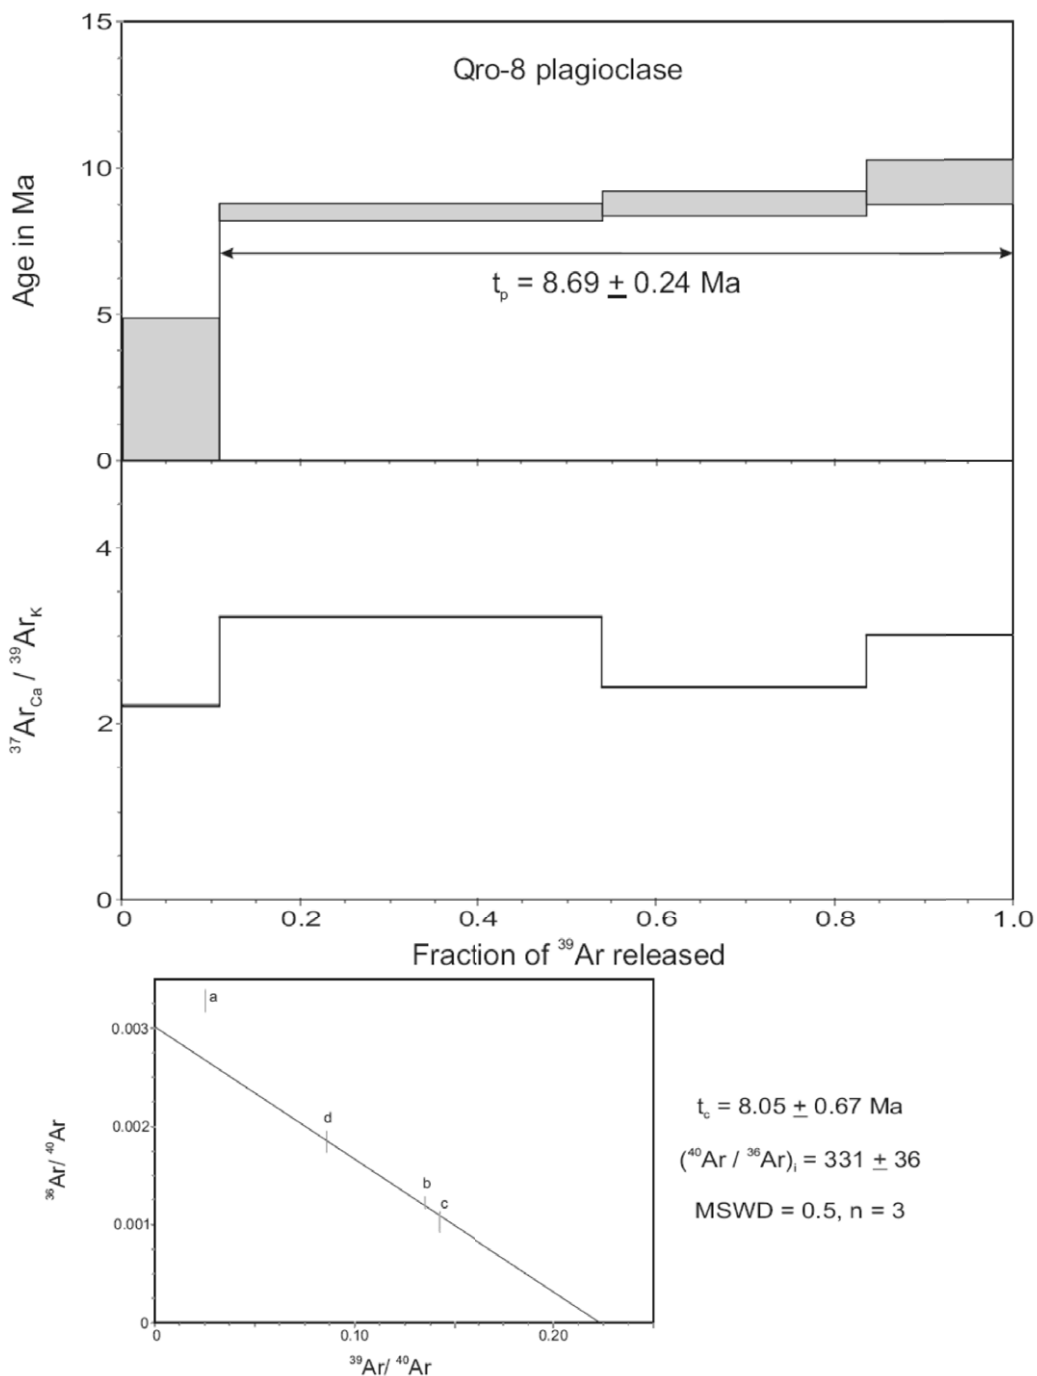 15
Qro-8 plagioclase
10
Age in Ma
tₚ = 8.69 ± 0.24 Ma
5
0
4
³⁷Ar_Ca / ³⁹Ar_K
2
0
0 0.2 0.4 0.6 0.8 1.0
Fraction of ³⁹Ar released
a
0.003
d
0.002
t_c = 8.05 ± 0.67 Ma
³⁶Ar/ ⁴⁰Ar
(⁴⁰Ar / ³⁶Ar)ᵢ = 331 ± 36
b
c
0.001
MSWD = 0.5, n = 3
0
0 0.10 0.20
³⁹Ar/ ⁴⁰Ar